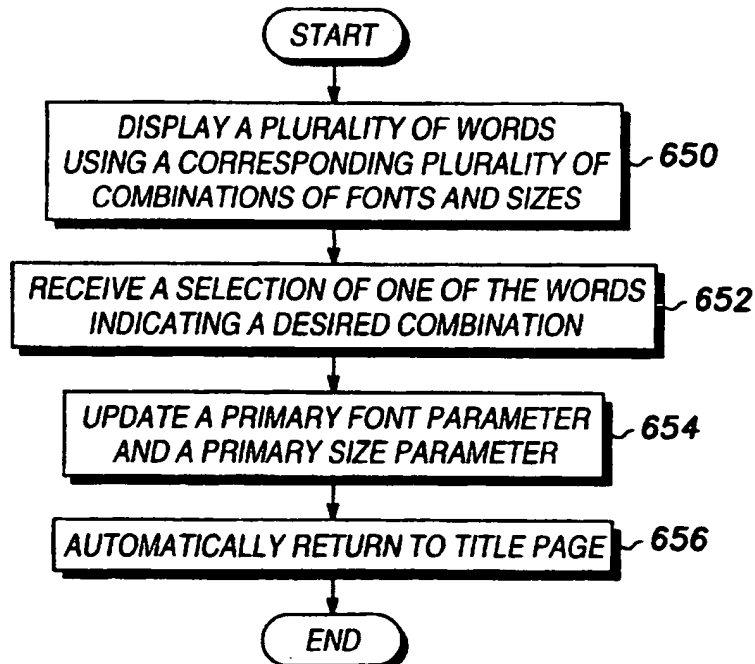 START
DISPLAY A PLURALITY OF WORDS
USING A CORRESPONDING PLURALITY OF
COMBINATIONS OF FONTS AND SIZES
650
RECEIVE A SELECTION OF ONE OF THE WORDS
INDICATING A DESIRED COMBINATION
652
UPDATE A PRIMARY FONT PARAMETER
AND A PRIMARY SIZE PARAMETER
654
AUTOMATICALLY RETURN TO TITLE PAGE
656
END